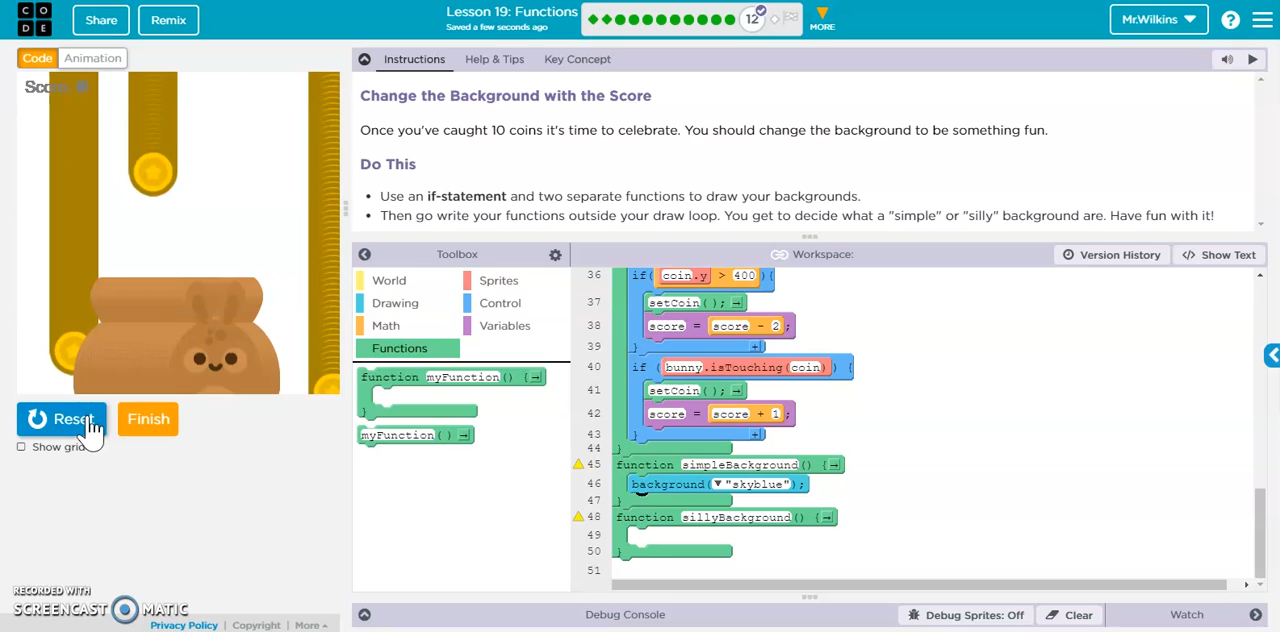 CO
DE
Share
Remix
Lesson 19: Functions
Saved a few seconds ago
12
MORE
Mr.Wilkins
?
Code
Animation
Instructions
Help & Tips
Key Concept
Change the Background with the Score
Once you've caught 10 coins it's time to celebrate. You should change the background to be something fun.
Do This
• Use an if-statement and two separate functions to draw your backgrounds.
• Then go write your functions outside your draw loop. You get to decide what a "simple" or "silly" background are. Have fun with it!
Reset
Finish
Show grid
Toolbox
Workspace:
Version History
</> Show Text
World
Sprites
Drawing
Control
Math
Variables
Functions
function myFunction() {
}
myFunction()
36 if( coin.y > 400 ){
37 setCoin();
38 score = score - 2;
39 }
40 if ( bunny.isTouching(coin) ) {
41 setCoin();
42 score = score + 1;
43 }
44 }
45 function simpleBackground() {
46 background( "skyblue");
47 }
48 function sillyBackground() {
49
50 }
51
Debug Console
Debug Sprites: Off
Clear
Watch
RECORDED WITH
SCREENCAST MATIC
Privacy Policy | Copyright | More